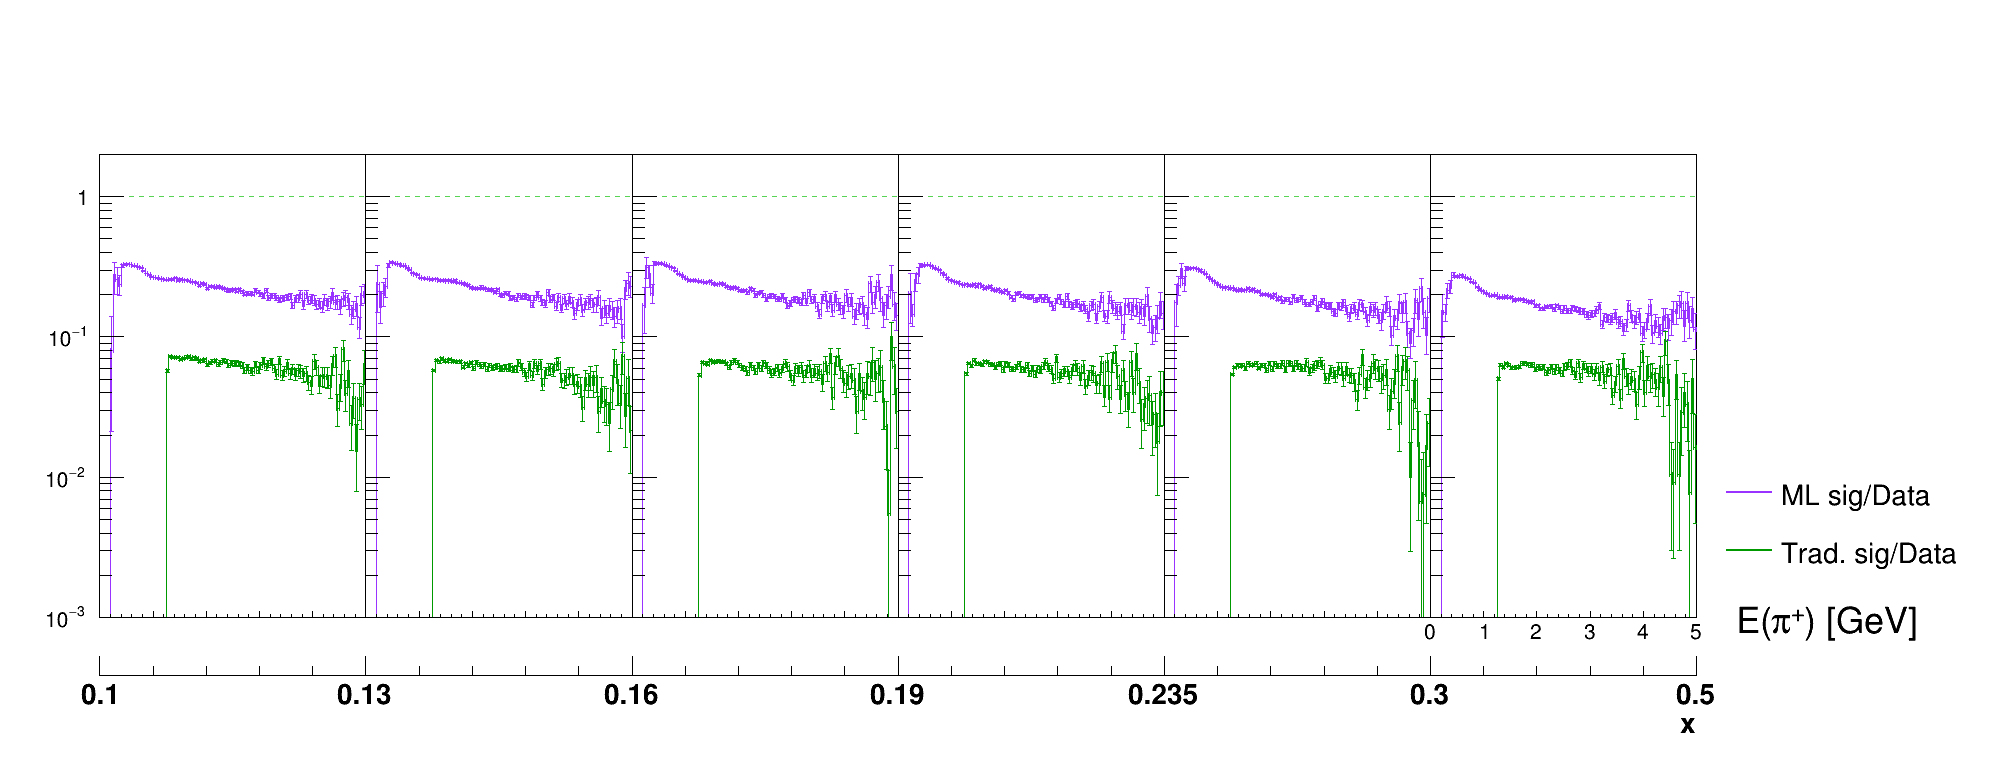 1
10⁻¹
10⁻²
10⁻³
ML sig/Data
Trad. sig/Data
E(π⁺) [GeV]
0 1 2 3 4 5
0.1 0.13 0.16 0.19 0.235 0.3 0.5
x